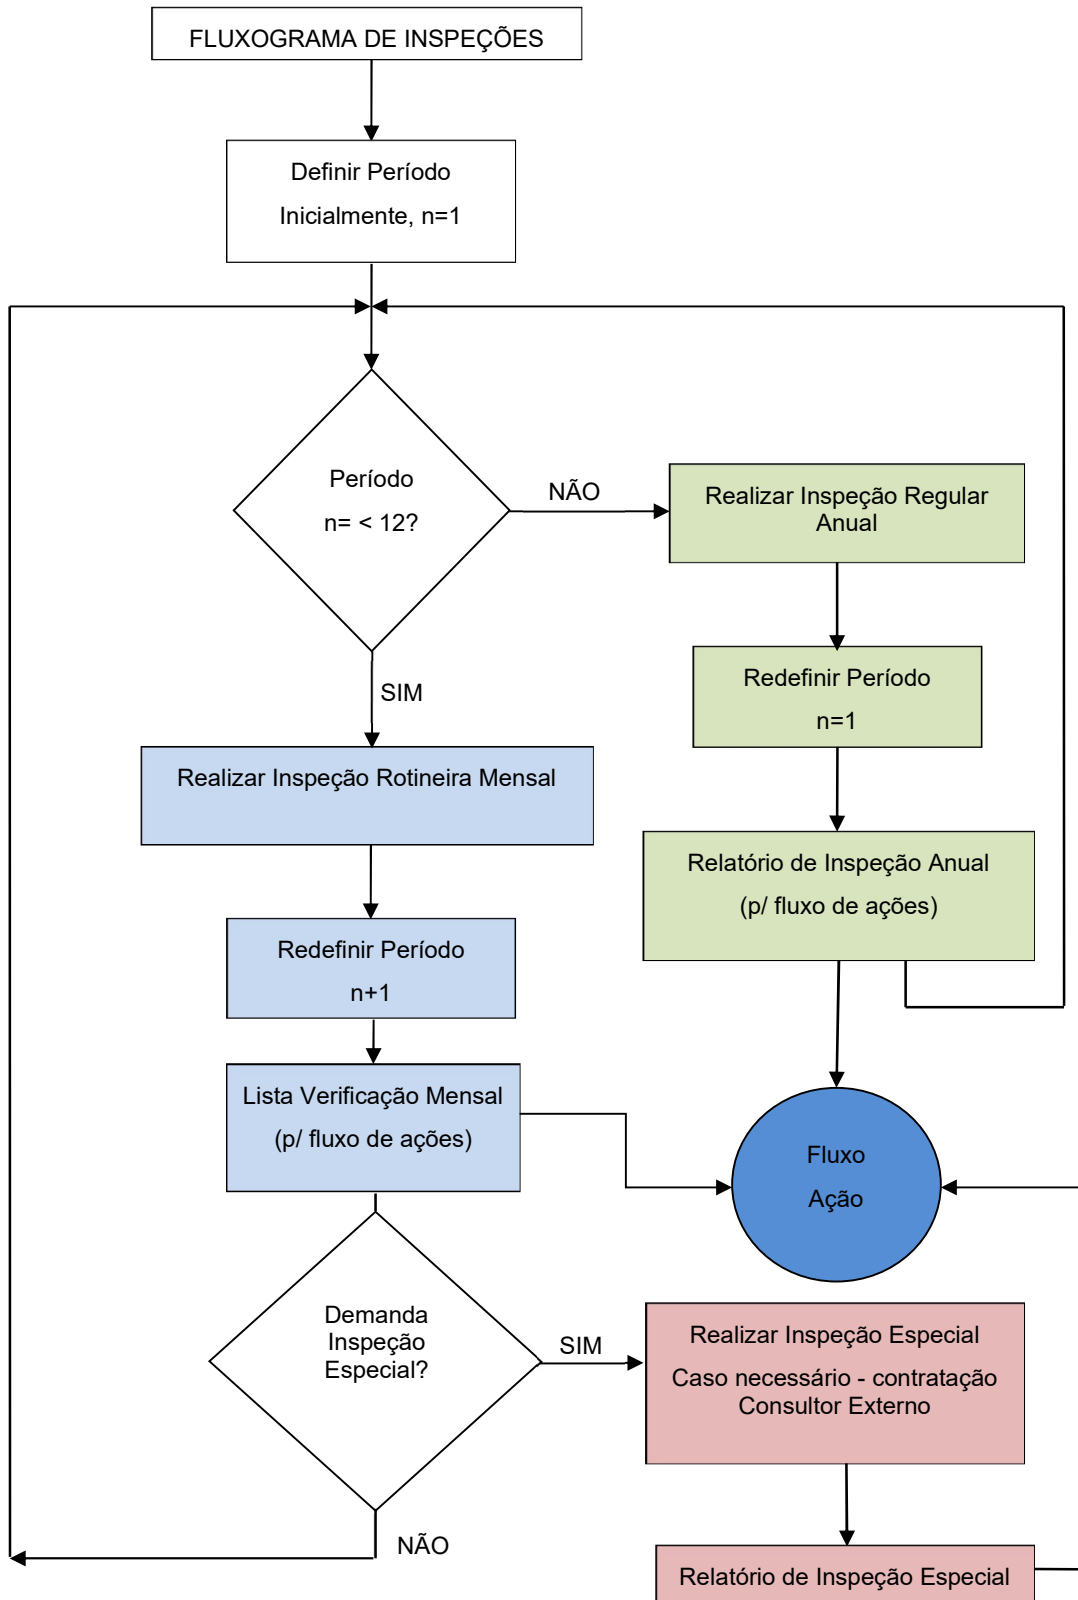 FLUXOGRAMA DE INSPEÇÕES
Definir Período
Inicialmente, n=1
Período
n= < 12?
NÃO
Realizar Inspeção Regular
Anual
SIM
Redefinir Período
n=1
Realizar Inspeção Rotineira Mensal
Relatório de Inspeção Anual
(p/ fluxo de ações)
Redefinir Período
n+1
Lista Verificação Mensal
(p/ fluxo de ações)
Fluxo
Ação
Demanda
Inspeção
Especial?
SIM
Realizar Inspeção Especial
Caso necessário - contratação
Consultor Externo
NÃO
Relatório de Inspeção Especial